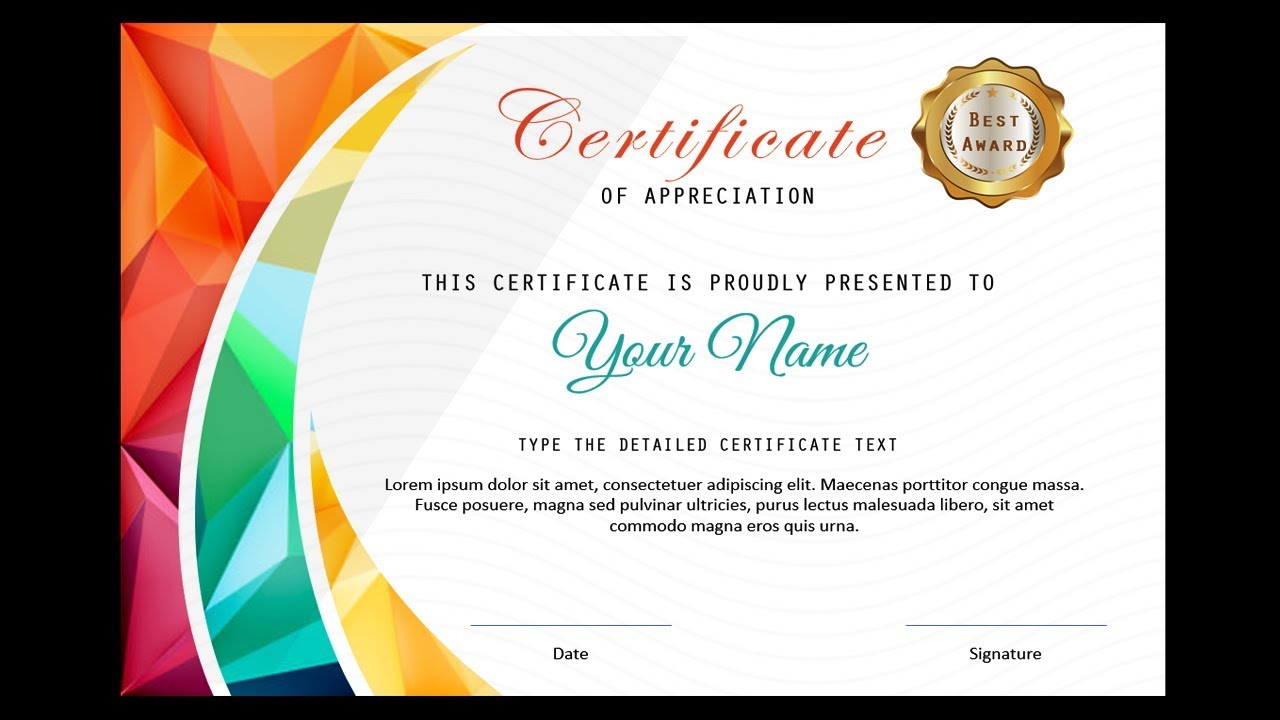 Certificate
OF APPRECIATION
BEST
AWARD
THIS CERTIFICATE IS PROUDLY PRESENTED TO
Your Name
TYPE THE DETAILED CERTIFICATE TEXT
Lorem ipsum dolor sit amet, consectetuer adipiscing elit. Maecenas porttitor congue massa.
Fusce posuere, magna sed pulvinar ultricies, purus lectus malesuada libero, sit amet
commodo magna eros quis urna.
Date
Signature